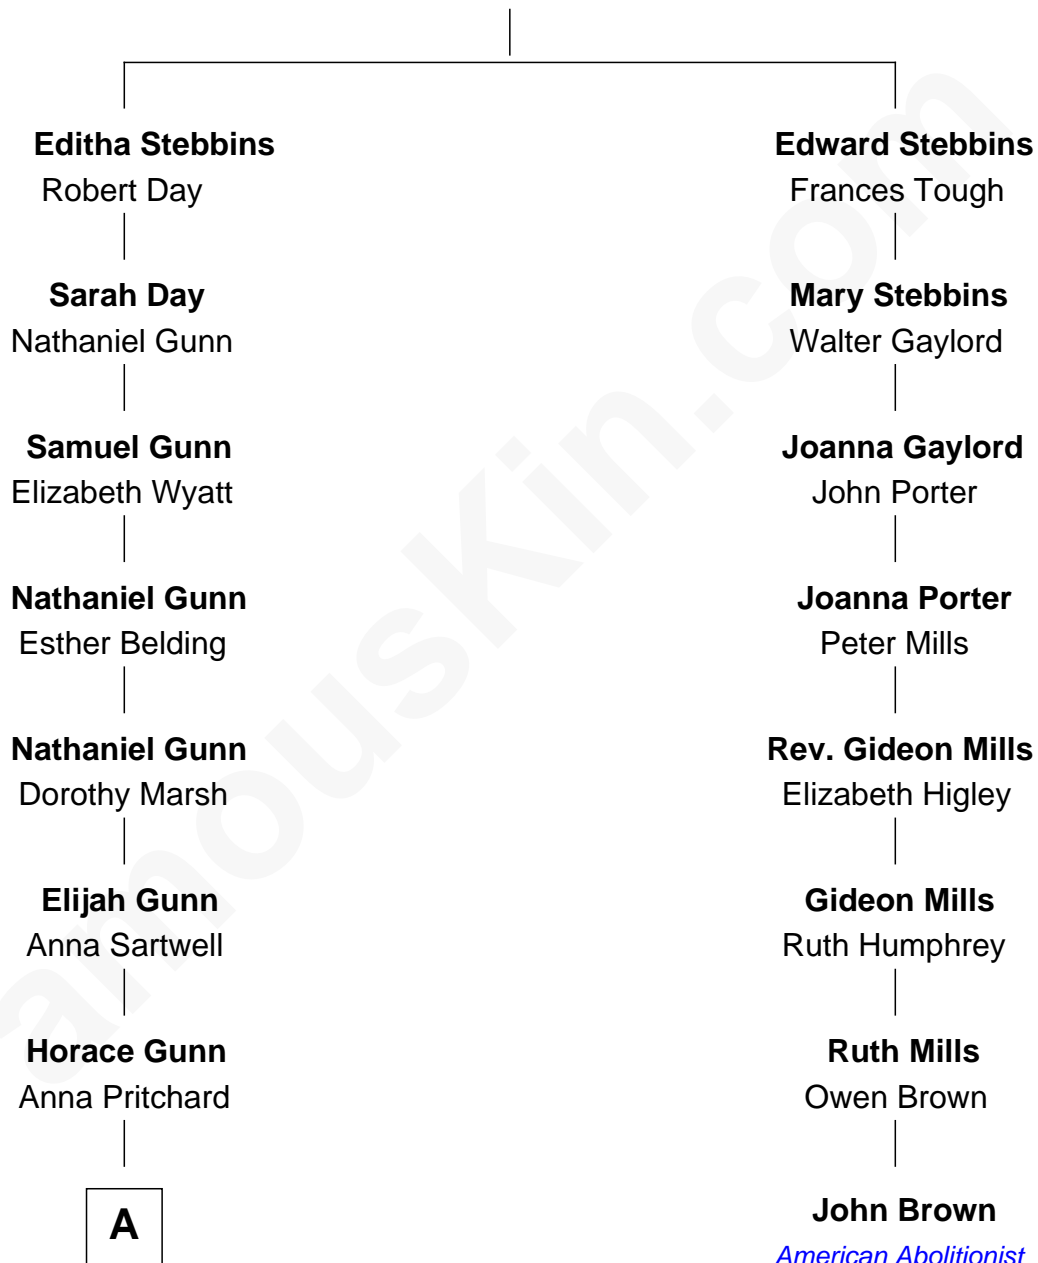 Editha Stebbins
Robert Day
Sarah Day
Nathaniel Gunn
Samuel Gunn
Elizabeth Wyatt
Nathaniel Gunn
Esther Belding
Nathaniel Gunn
Dorothy Marsh
Elijah Gunn
Anna Sartwell
Horace Gunn
Anna Pritchard
A
Edward Stebbins
Frances Tough
Mary Stebbins
Walter Gaylord
Joanna Gaylord
John Porter
Joanna Porter
Peter Mills
Rev. Gideon Mills
Elizabeth Higley
Gideon Mills
Ruth Humphrey
Ruth Mills
Owen Brown
John Brown
American Abolitionist
amouskin.com